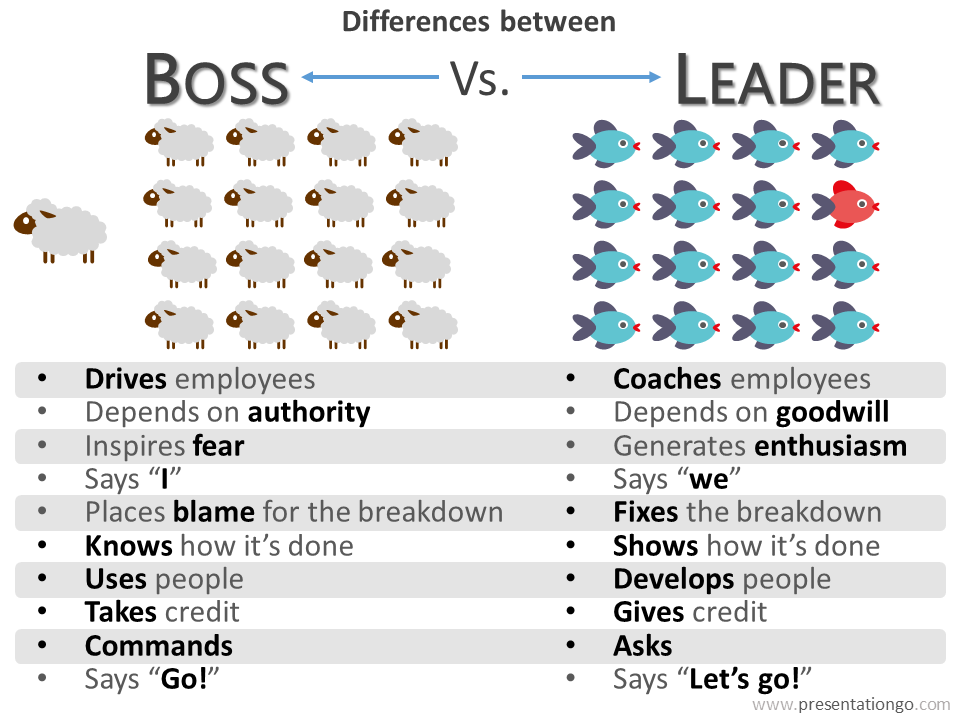 Differences between
BOSS Vs. LEADER
• Drives employees
• Depends on authority
• Inspires fear
• Says “I”
• Places blame for the breakdown
• Knows how it’s done
• Uses people
• Takes credit
• Commands
• Says “Go!”
• Coaches employees
• Depends on goodwill
• Generates enthusiasm
• Says “we”
• Fixes the breakdown
• Shows how it’s done
• Develops people
• Gives credit
• Asks
• Says “Let’s go!”
www.presentationgo.com